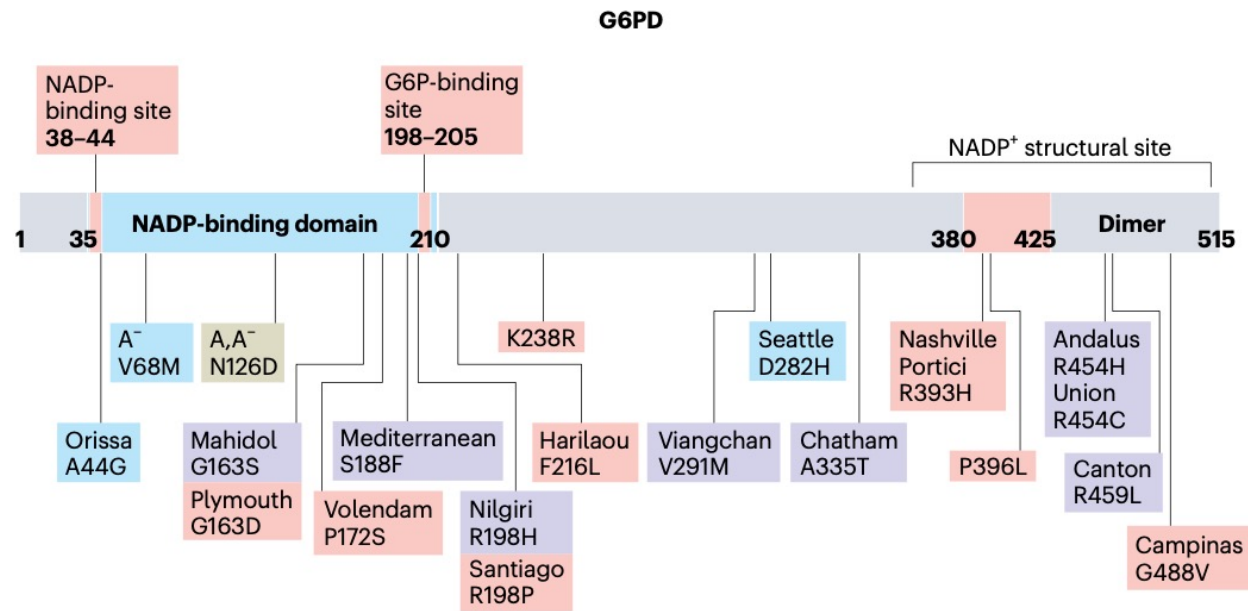 G6PD
NADP-
binding site
38–44
G6P-binding
site
198–205
NADP⁺ structural site
NADP-binding domain
Dimer
1
35
210
380
425
515
A⁻
V68M
A,A⁻
N126D
K238R
Seattle
D282H
Nashville
Portici
R393H
Andalus
R454H
Union
R454C
Orissa
A44G
Mahidol
G163S
Plymouth
G163D
Volendam
P172S
Mediterranean
S188F
Nilgiri
R198H
Santiago
R198P
Harilaou
F216L
Viangchan
V291M
Chatham
A335T
P396L
Canton
R459L
Campinas
G488V